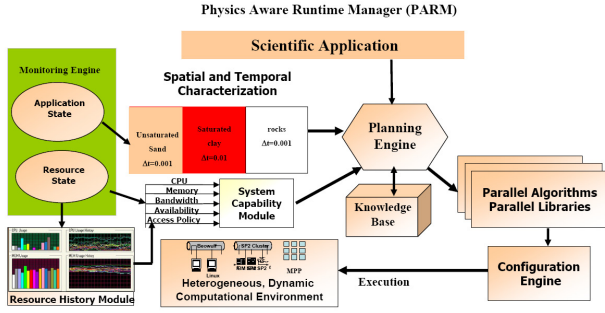 Physics Aware Runtime Manager (PARM)
Scientific Application
Monitoring Engine
Application
State
Resource
State
Spatial and Temporal
Characterization
Unsaturated
Sand
Δt=0.001
Saturated
clay
Δt=0.01
rocks
Δt=0.001
Planning
Engine
CPU
Memory
Bandwidth
Availability
Access Policy
System
Capability
Module
Knowledge
Base
Parallel Algorithms
Parallel Libraries
Resource History Module
Beowulf
SP2 Cluster
Linux
MPP
Heterogeneous, Dynamic
Computational Environment
Execution
Configuration
Engine